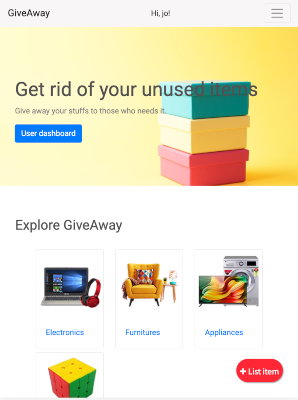 GiveAway
Hi, jo!
Get rid of your unused items
Give away your stuffs to those who needs it.
User dashboard
Explore GiveAway
Electronics
Furnitures
Appliances
+ List item